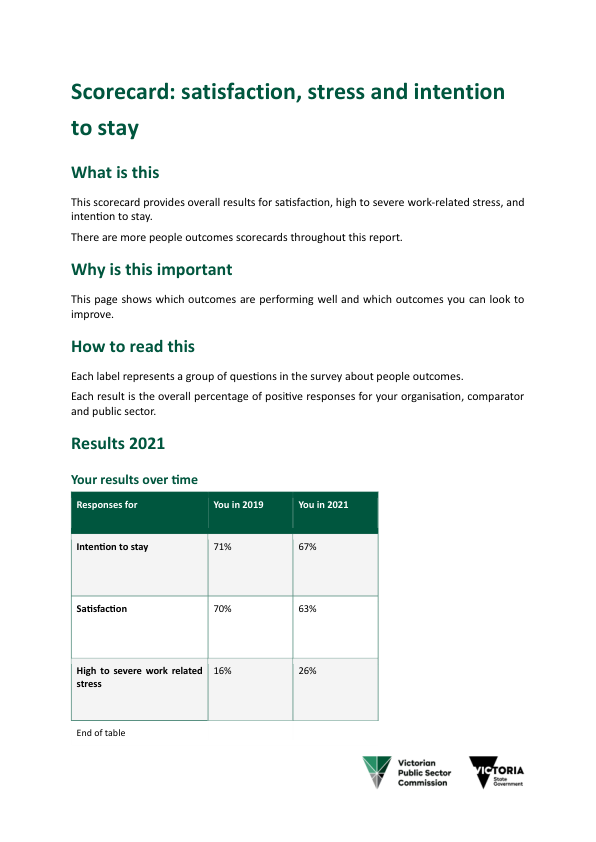 Scorecard: satisfaction, stress and intention
to stay
What is this
This scorecard provides overall results for satisfaction, high to severe work-related stress, and
intention to stay.
There are more people outcomes scorecards throughout this report.
Why is this important
This page shows which outcomes are performing well and which outcomes you can look to
improve.
How to read this
Each label represents a group of questions in the survey about people outcomes.
Each result is the overall percentage of positive responses for your organisation, comparator
and public sector.
Results 2021
Your results over time
Responses for You in 2019 You in 2021
Intention to stay 71% 67%
Satisfaction 70% 63%
High to severe work related 16% 26%
stress
End of table
Victorian
Public Sector
Commission
VICTORIA
State
Government